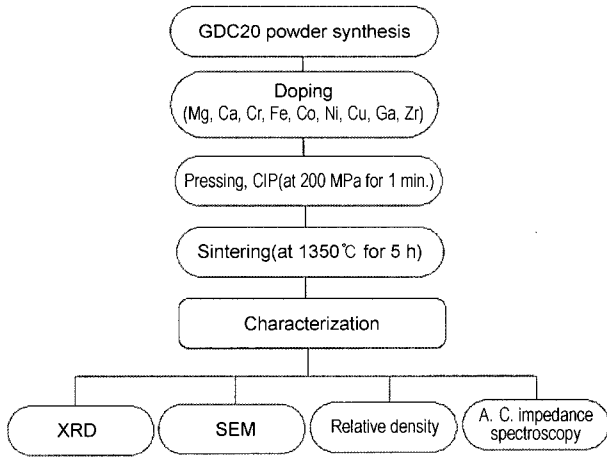 GDC20 powder synthesis
Doping
(Mg, Ca, Cr, Fe, Co, Ni, Cu, Ga, Zr)
Pressing, CIP(at 200 MPa for 1 min.)
Sintering(at 1350℃ for 5 h)
Characterization
XRD
SEM
Relative density
A. C. impedance
spectroscopy